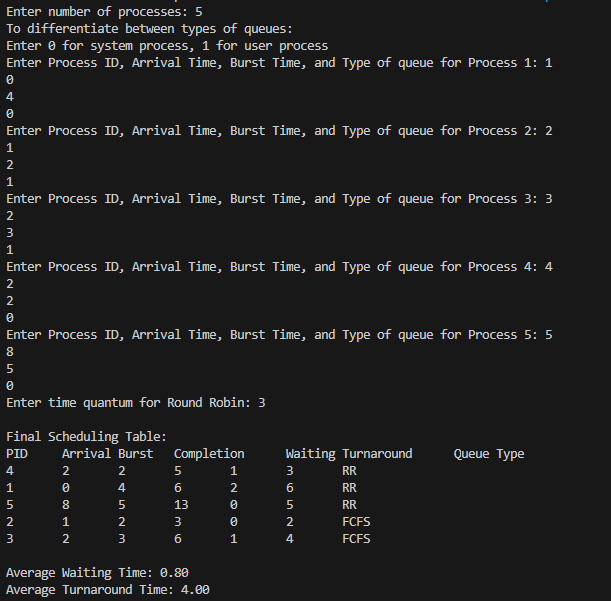 Enter number of processes: 5
To differentiate between types of queues:
Enter 0 for system process, 1 for user process
Enter Process ID, Arrival Time, Burst Time, and Type of queue for Process 1: 1
0
4
0
Enter Process ID, Arrival Time, Burst Time, and Type of queue for Process 2: 2
1
2
1
Enter Process ID, Arrival Time, Burst Time, and Type of queue for Process 3: 3
2
3
1
Enter Process ID, Arrival Time, Burst Time, and Type of queue for Process 4: 4
2
2
0
Enter Process ID, Arrival Time, Burst Time, and Type of queue for Process 5: 5
8
5
0
Enter time quantum for Round Robin: 3
Final Scheduling Table:
PID Arrival Burst Completion Waiting Turnaround Queue Type
4 2 2 5 1 3 RR
1 0 4 6 2 6 RR
5 8 5 13 0 5 RR
2 1 2 3 0 2 FCFS
3 2 3 6 1 4 FCFS
Average Waiting Time: 0.80
Average Turnaround Time: 4.00